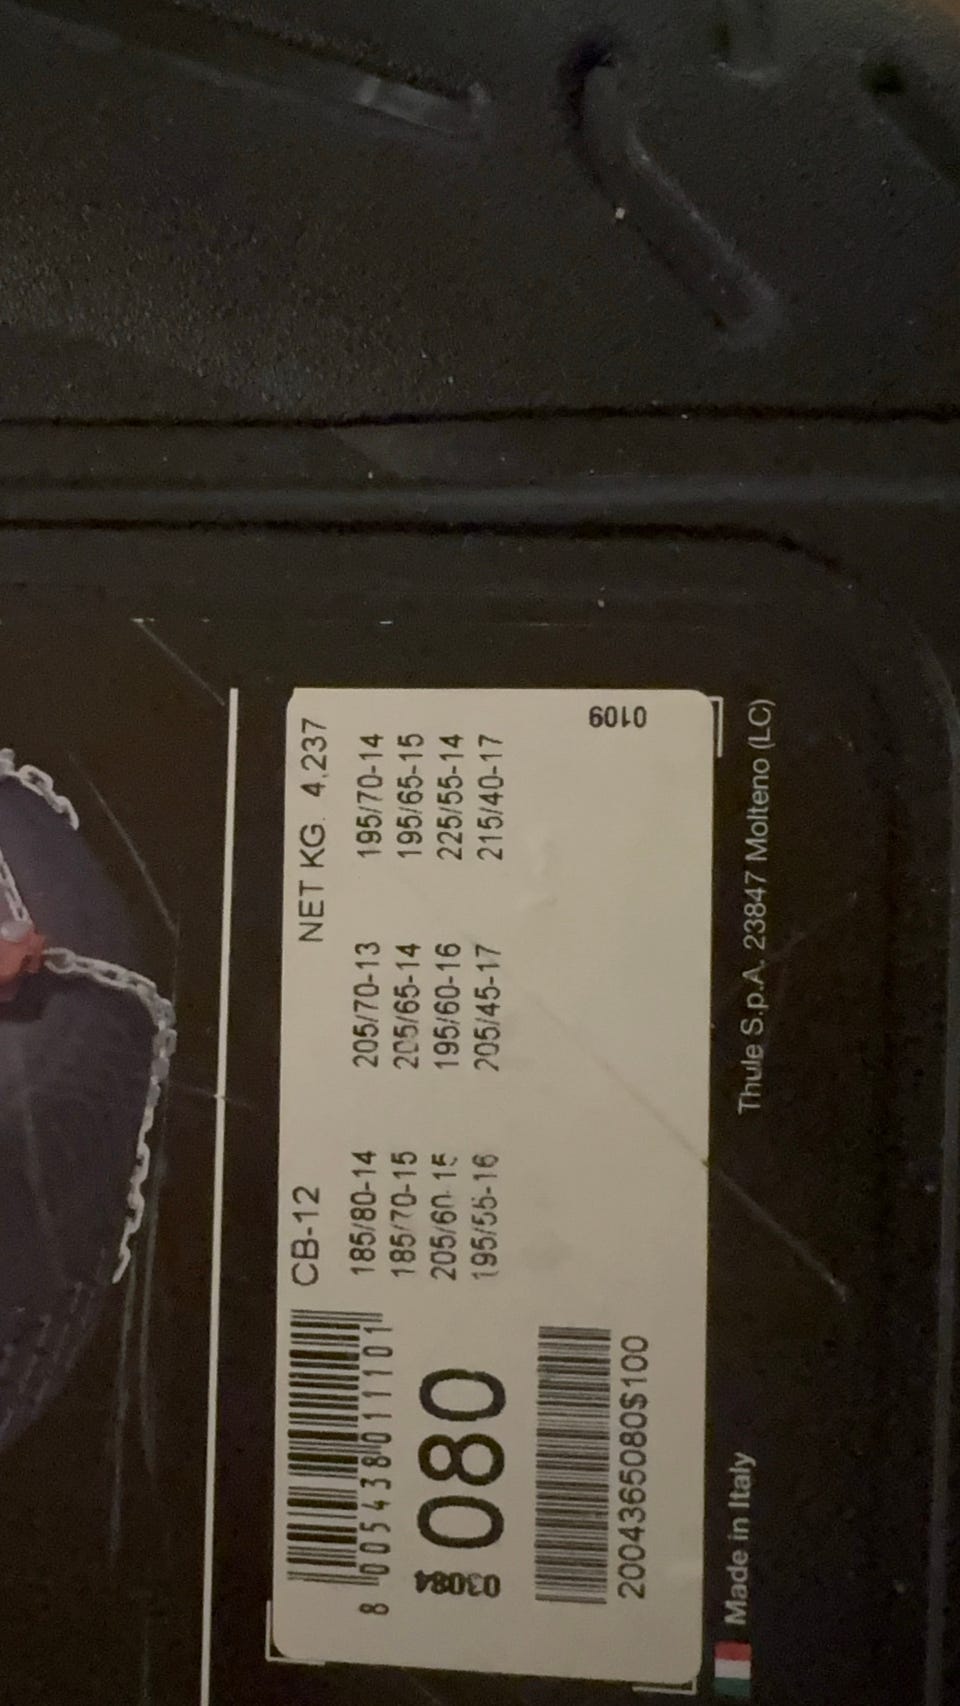 CB-12 NET KG. 4,237
185/80-14 205/70-13 195/70-14
185/70-15 205/65-14 195/65-15
205/60-15 195/60-16 225/55-14
195/55-16 205/45-17 215/40-17
8 005438 011101
080
2004365080$100
0109
Made in Italy
Thule S.p.A. 23847 Molteno (LC)